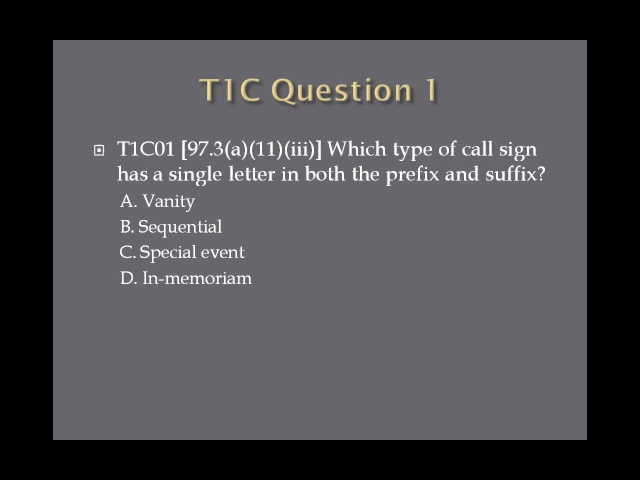 T1C Question 1
T1C01 [97.3(a)(11)(iii)] Which type of call sign
has a single letter in both the prefix and suffix?
A. Vanity
B. Sequential
C. Special event
D. In-memoriam